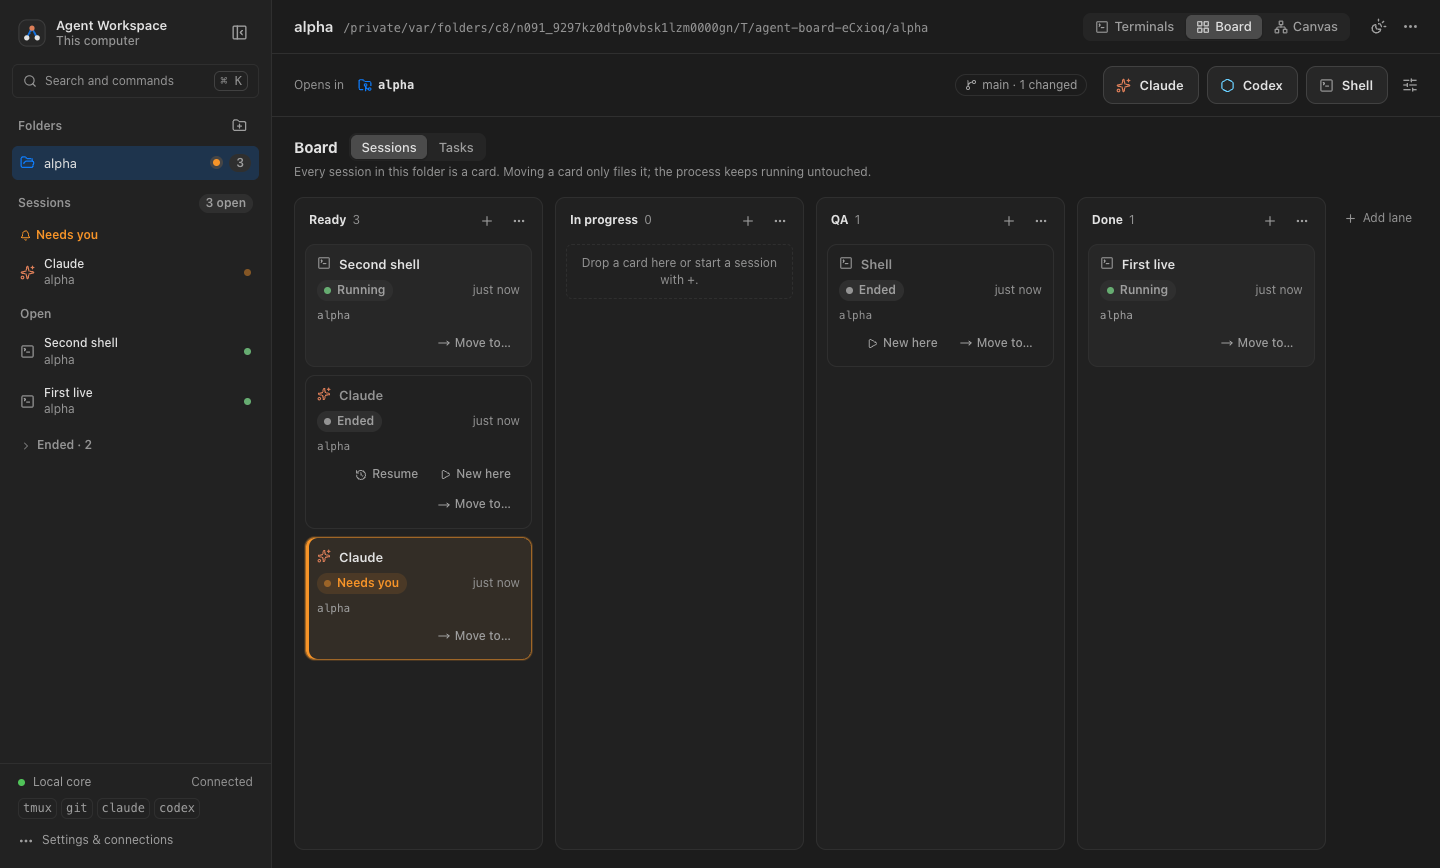 Agent Workspace
This computer
Search and commands ⌘ K
Folders
alpha 3
Sessions 3 open
Needs you
Claude
alpha
Open
Second shell
alpha
First live
alpha
Ended · 2
Local core Connected
tmux git claude codex
Settings & connections
alpha /private/var/folders/c8/n091_9297kz0dtp0vbsk1lzm0000gn/T/agent-board-eCxioq/alpha
Terminals Board Canvas
Opens in alpha
main · 1 changed
Claude Codex Shell
Board Sessions Tasks
Every session in this folder is a card. Moving a card only files it; the process keeps running untouched.
Ready 3
Second shell
Running just now
alpha
Move to...
Claude
Ended just now
alpha
Resume New here
Move to...
Claude
Needs you just now
alpha
Move to...
In progress 0
Drop a card here or start a session
with +.
QA 1
Shell
Ended just now
alpha
New here Move to...
Done 1
First live
Running just now
alpha
Move to...
Add lane